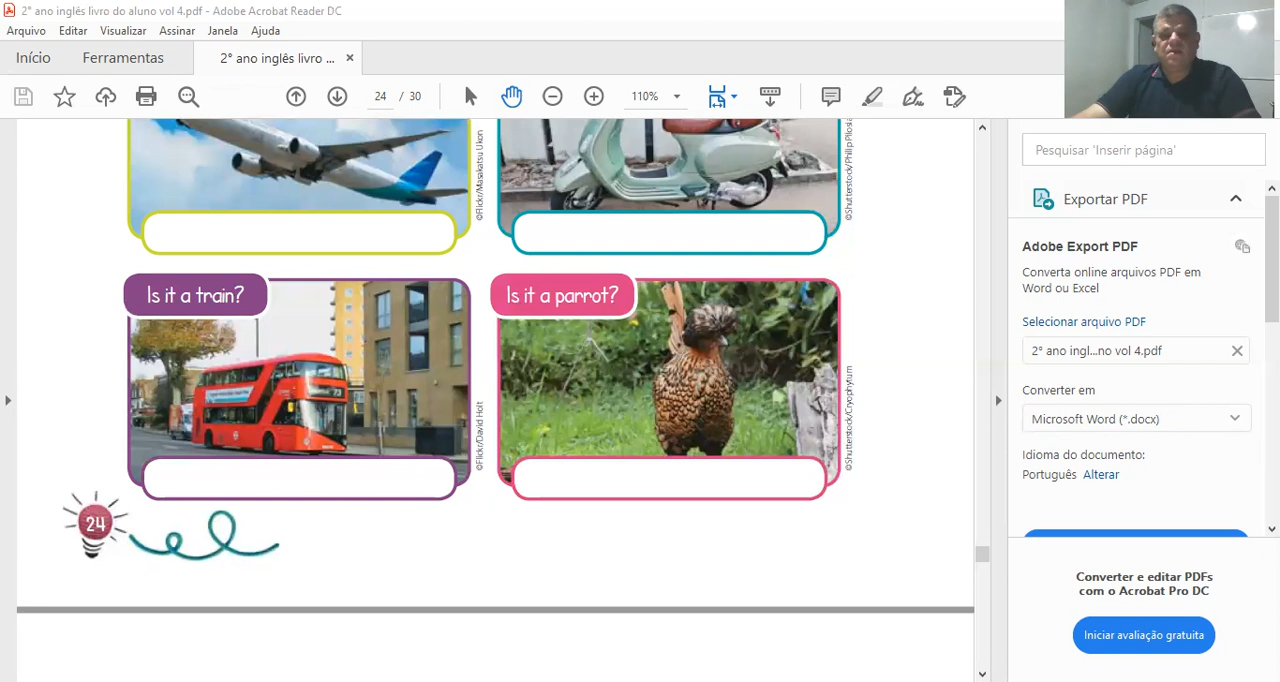 2° ano inglês livro do aluno vol 4.pdf - Adobe Acrobat Reader DC
Arquivo Editar Visualizar Assinar Janela Ajuda
Início Ferramentas 2° ano inglês livro ... ×
24 / 30 110%
©Flickr/Masakatsu Ukon
©Shutterstock/Philip Pilosian
Is it a train?
©Flickr/David Holt
Is it a parrot?
©Shutterstock/Cryophytum
24
Pesquisar 'Inserir página'
Exportar PDF
Adobe Export PDF
Converta online arquivos PDF em
Word ou Excel
Selecionar arquivo PDF
2° ano ingl...no vol 4.pdf
Converter em
Microsoft Word (*.docx)
Idioma do documento:
Português Alterar
Converter e editar PDFs
com o Acrobat Pro DC
Iniciar avaliação gratuita